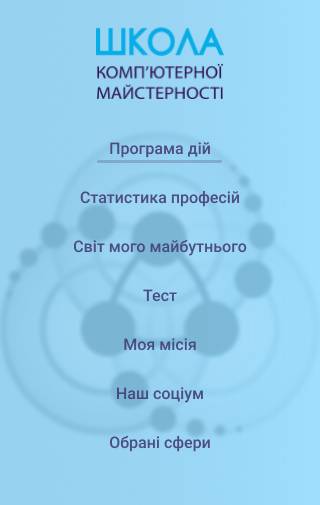 ШКОЛА
КОМП'ЮТЕРНОЇ
МАЙСТЕРНОСТІ
Програма дій
Статистика професій
Світ мого майбутнього
Тест
Моя місія
Наш соціум
Обрані сфери